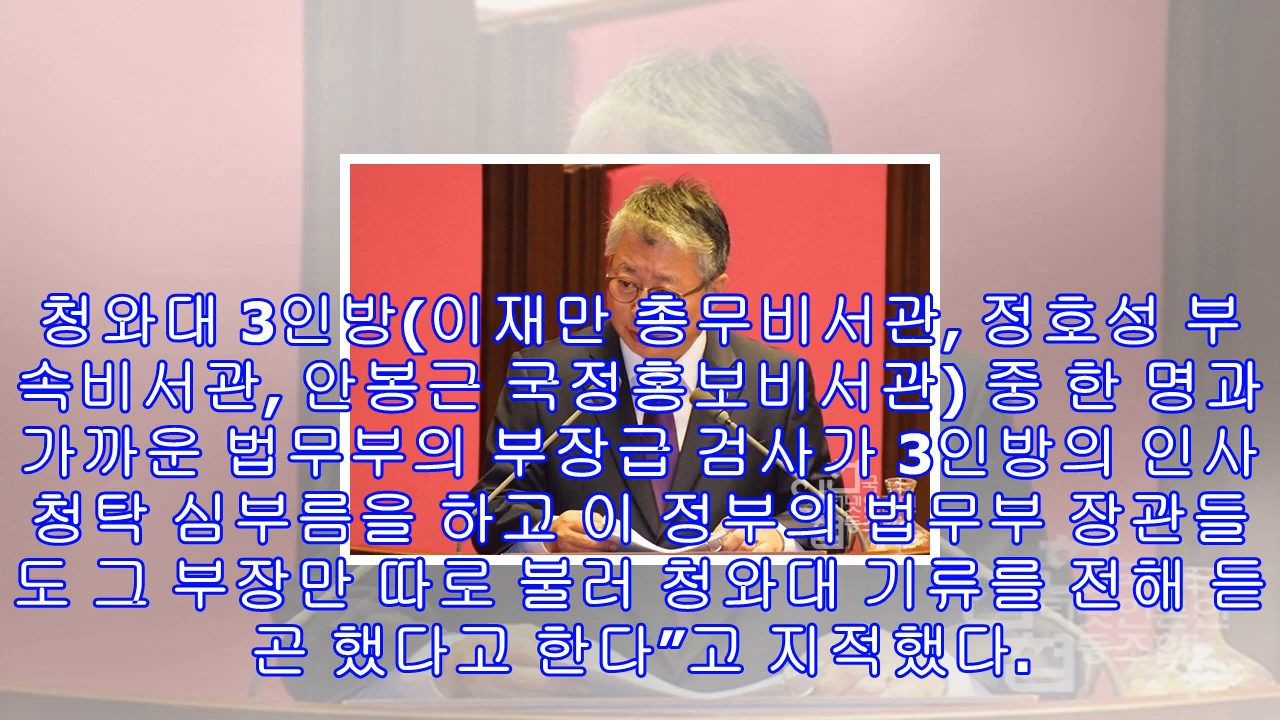 청와대 3인방(이재만 총무비서관, 정호성 부
속비서관, 안봉근 국정홍보비서관) 중 한 명과
가까운 법무부의 부장급 검사가 3인방의 인사
청탁 심부름을 하고 이 정부의 법무부 장관들
도 그 부장만 따로 불러 청와대 기류를 전해 듣
곤 했다고 한다”고 지적했다.